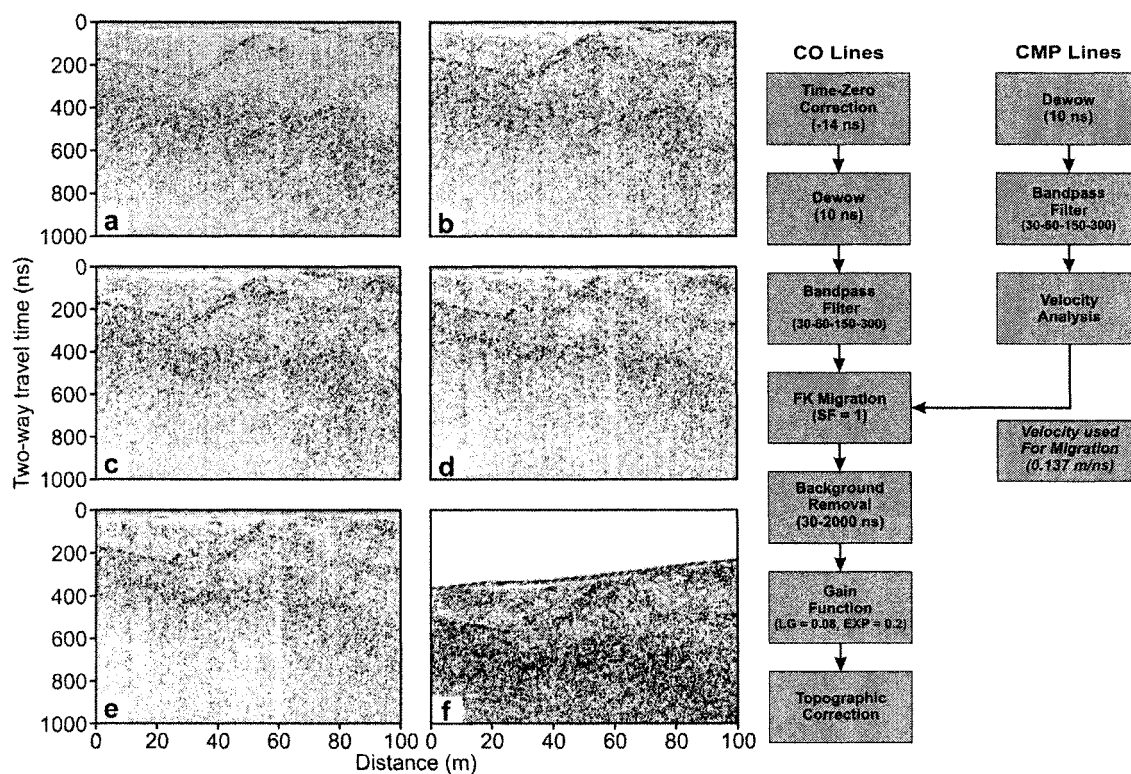 0
200
400
600
800
1000
a
b
0
200
400
600
800
1000
c
d
0
200
400
600
800
1000
e
f
Two-way travel time (ns)
0 20 40 60 80 100
0 20 40 60 80 100
Distance (m)
CO Lines
Time-Zero
Correction
(-14 ns)
Dewow
(10 ns)
Bandpass
Filter
(30-60-150-300)
FK Migration
(SF = 1)
Background
Removal
(30-2000 ns)
Gain
Function
(LG = 0.08, EXP = 0.2)
Topographic
Correction
CMP Lines
Dewow
(10 ns)
Bandpass
Filter
(30-60-150-300)
Velocity
Analysis
Velocity used
For Migration
(0.137 m/ns)